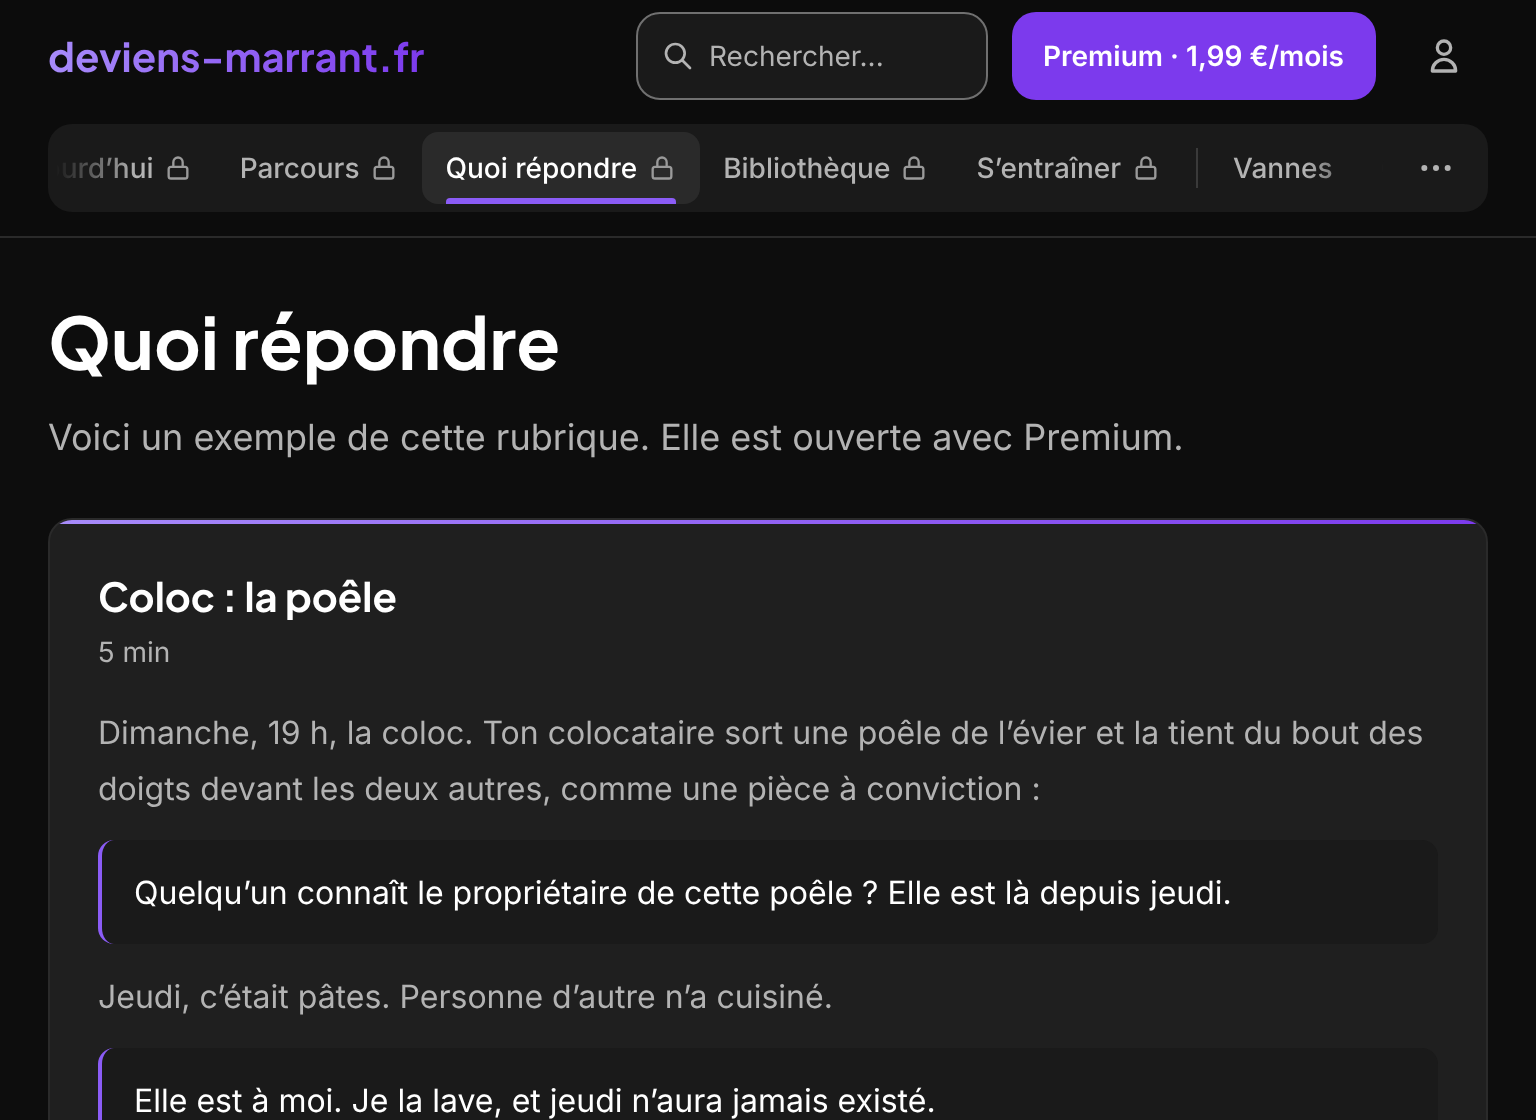 deviens-marrant.fr
Rechercher...
Premium · 1,99 €/mois
urd’hui
Parcours
Quoi répondre
Bibliothèque
S’entraîner
Vannes
Quoi répondre
Voici un exemple de cette rubrique. Elle est ouverte avec Premium.
Coloc : la poêle
5 min
Dimanche, 19 h, la coloc. Ton colocataire sort une poêle de l’évier et la tient du bout des
doigts devant les deux autres, comme une pièce à conviction :
Quelqu’un connaît le propriétaire de cette poêle ? Elle est là depuis jeudi.
Jeudi, c’était pâtes. Personne d’autre n’a cuisiné.
Elle est à moi. Je la lave, et jeudi n’aura jamais existé.